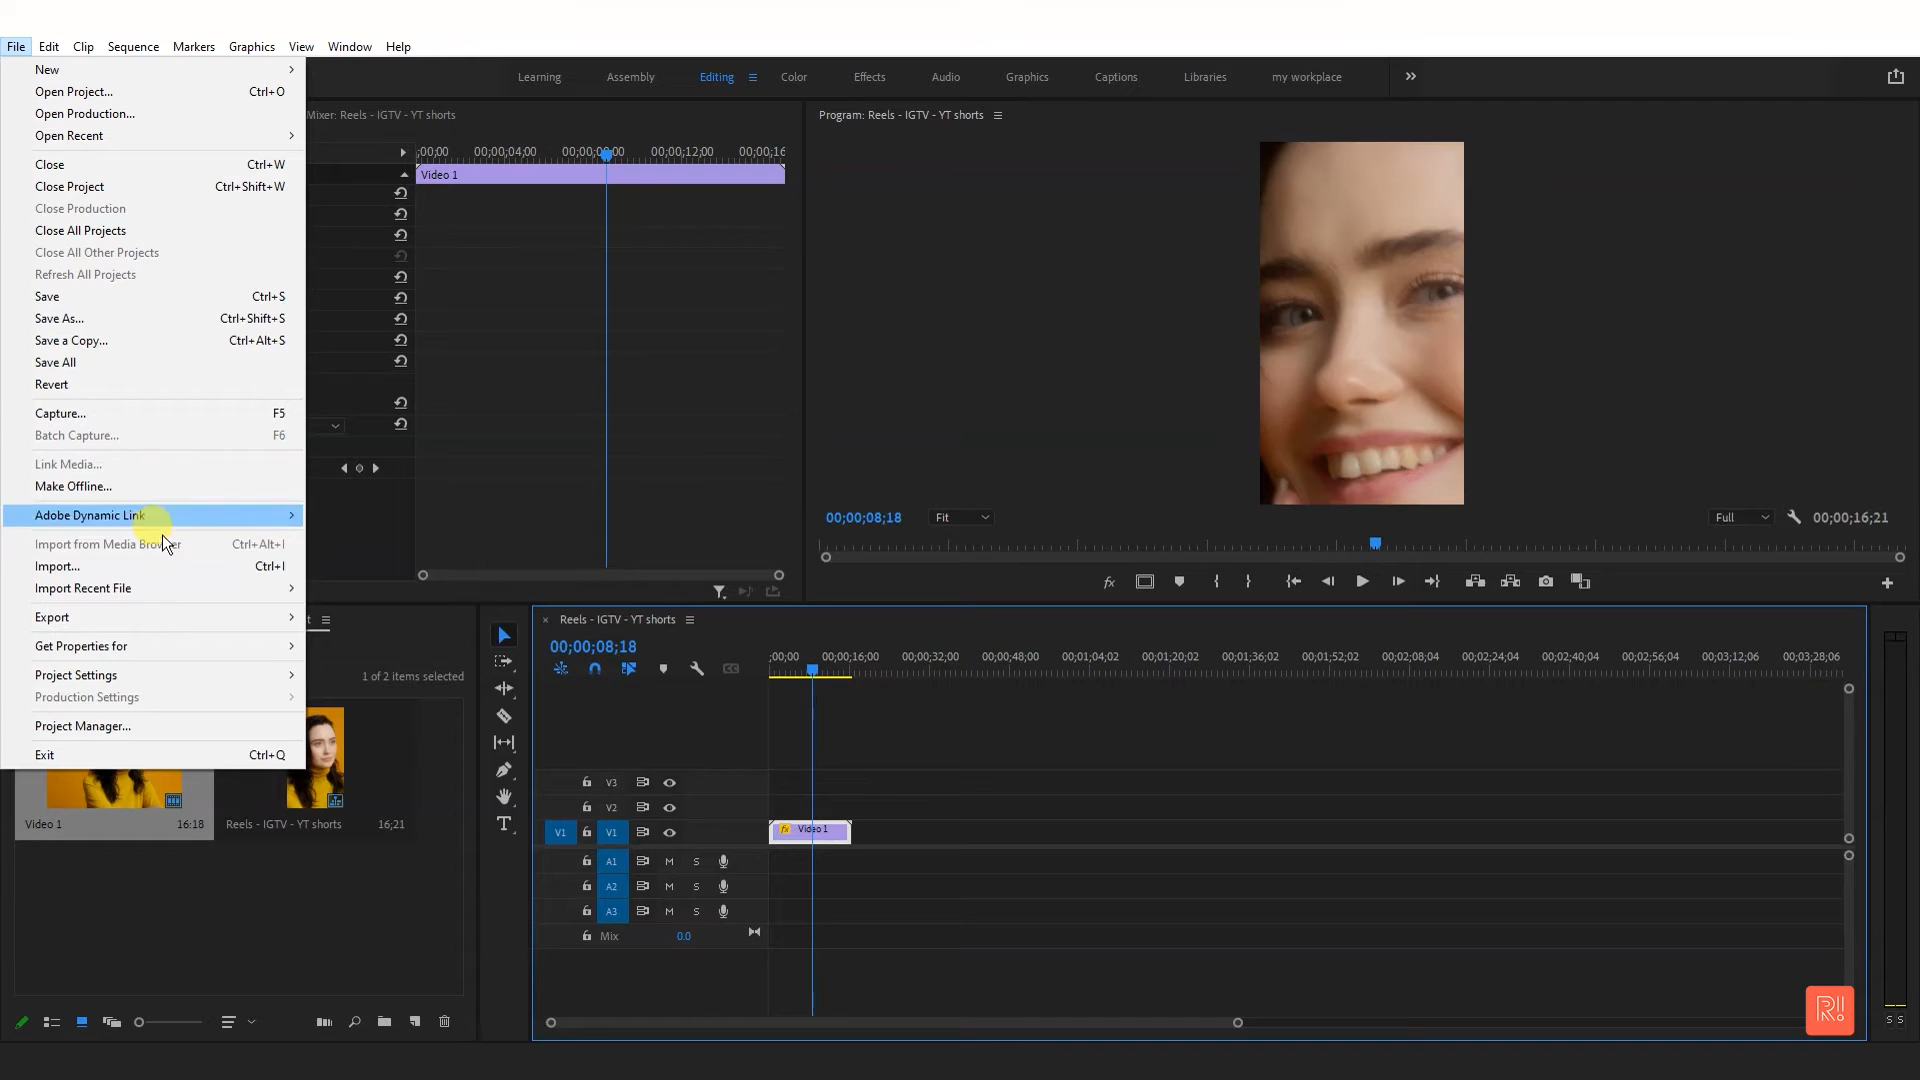 File Edit Clip Sequence Markers Graphics View Window Help
Learning Assembly Editing Color Effects Audio Graphics Captions Libraries my workplace
New
Open Project... Ctrl+O
Open Production...
Open Recent
Close Ctrl+W
Close Project Ctrl+Shift+W
Close Production
Close All Projects
Close All Other Projects
Refresh All Projects
Save Ctrl+S
Save As... Ctrl+Shift+S
Save a Copy... Ctrl+Alt+S
Save All
Revert
Capture... F5
Batch Capture... F6
Link Media...
Make Offline...
Adobe Dynamic Link
Import from Media Browser Ctrl+Alt+I
Import... Ctrl+I
Import Recent File
Export
Get Properties for
Project Settings
Production Settings
Project Manager...
Exit Ctrl+Q
Mixer: Reels - IGTV - YT shorts
;00;00 00;00;04;00 00;00;12;00 00;00;16
Video 1
Program: Reels - IGTV - YT shorts
00;00;08;18 Fit Full 00;00;16;21
fx
1 of 2 items selected
Video 1 16:18
Reels - IGTV - YT shorts 16;21
T
× Reels - IGTV - YT shorts
00;00;08;18
;00;00 00;00;16;00 00;00;32;00 00;00;48;00 00;01;04;02 00;01;20;02 00;01;36;02 00;01;52;02 00;02;08;04 00;02;24;04 00;02;40;04 00;02;56;04 00;03;12;06 00;03;28;06
CC
V3
V2
V1 V1 fx Video 1
A1 M S
A2 M S
A3 M S
Mix 0.0
R!
S S